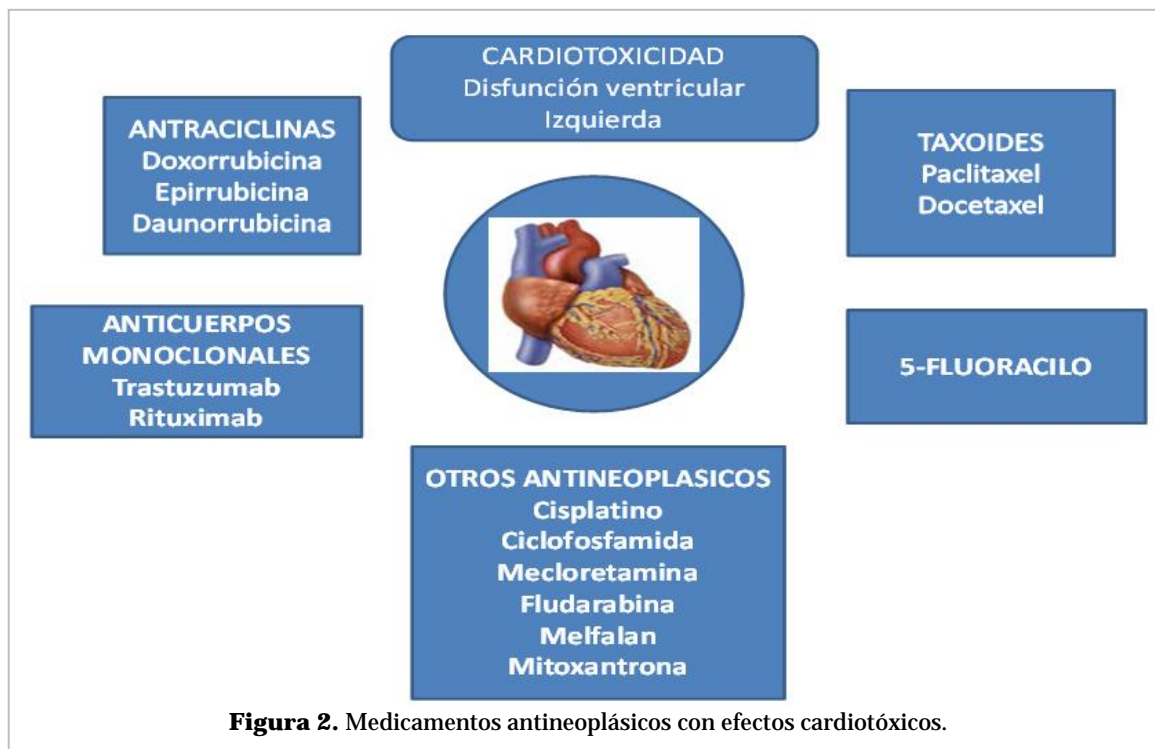 CARDIOTOXICIDAD
Disfunción ventricular
Izquierda
ANTRACICLINAS
Doxorrubicina
Epirrubicina
Daunorrubicina
TAXOIDES
Paclitaxel
Docetaxel
ANTICUERPOS
MONOCLONALES
Trastuzumab
Rituximab
5-FLUORACILO
OTROS ANTINEOPLASICOS
Cisplatino
Ciclofosfamida
Mecloretamina
Fludarabina
Melfalan
Mitoxantrona
Figura 2. Medicamentos antineoplásicos con efectos cardiotóxicos.